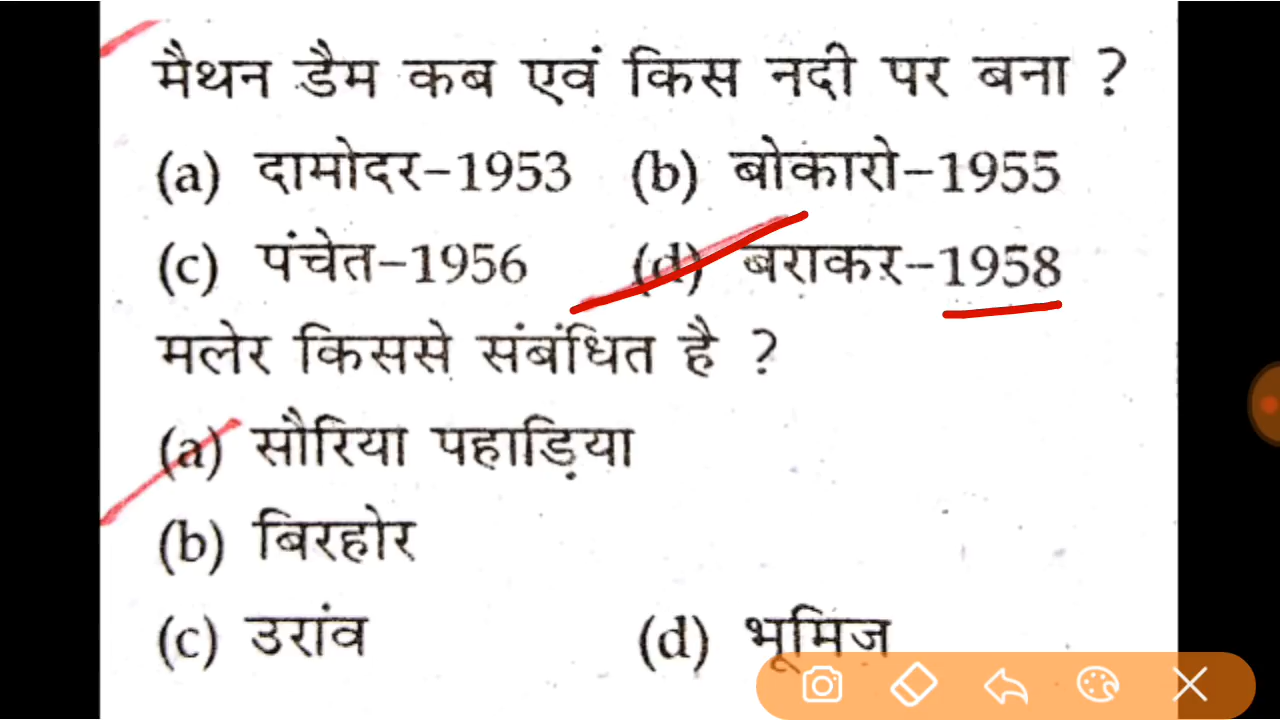 मैथन डैम कब एवं किस नदी पर बना ?
(a) दामोदर–1953 (b) बोकारो–1955
(c) पंचेत–1956 (d) बराकर–1958
मलेर किससे संबंधित है ?
(a) सौरिया पहाड़िया
(b) बिरहोर
(c) उरांव (d) भूमिज